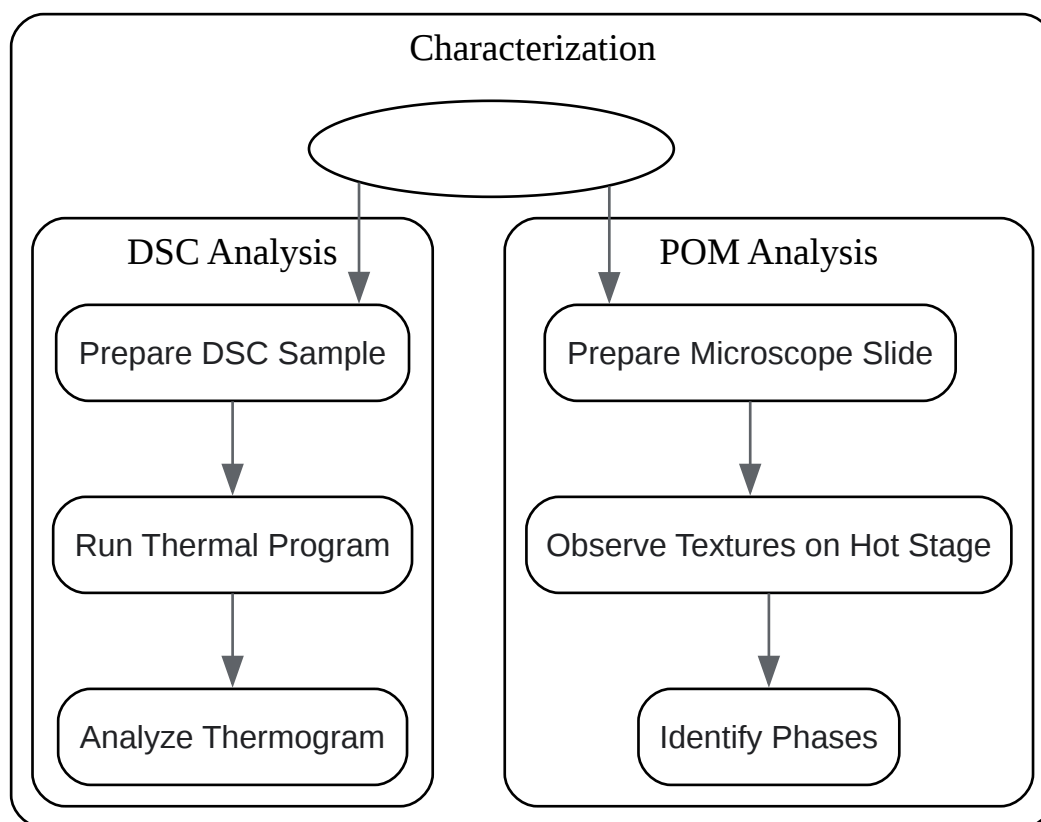 Characterization
DSC Analysis
POM Analysis
Prepare DSC Sample
Prepare Microscope Slide
Run Thermal Program
Observe Textures on Hot Stage
Analyze Thermogram
Identify Phases